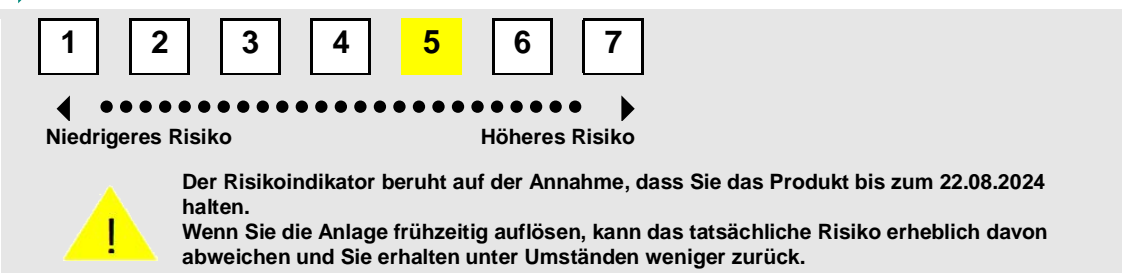 1 2 3 4 5 6 7
Niedrigeres Risiko Höheres Risiko
Der Risikoindikator beruht auf der Annahme, dass Sie das Produkt bis zum 22.08.2024
halten.
! Wenn Sie die Anlage frühzeitig auflösen, kann das tatsächliche Risiko erheblich davon
abweichen und Sie erhalten unter Umständen weniger zurück.